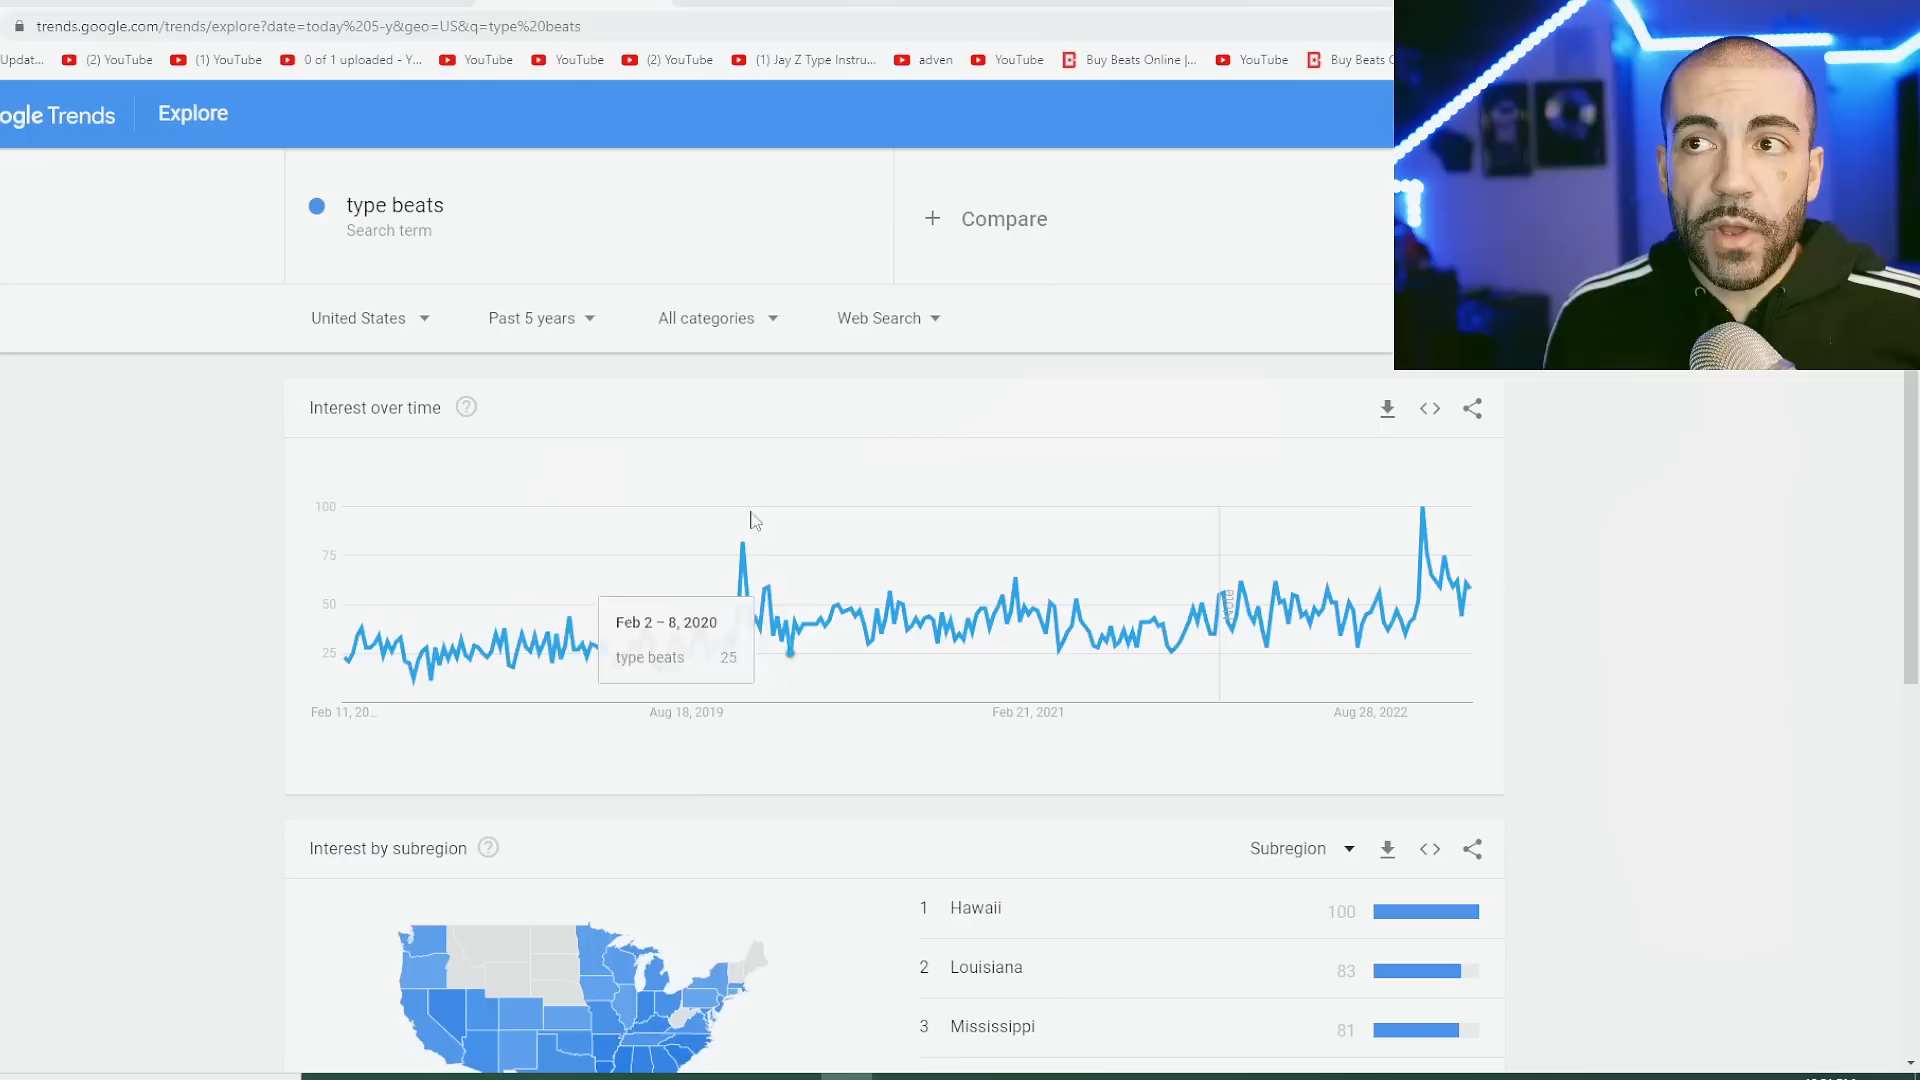 trends.google.com/trends/explore?date=today%205-y&geo=US&q=type%20beats
Updat... (2) YouTube (1) YouTube 0 of 1 uploaded - Y... YouTube YouTube (2) YouTube (1) Jay Z Type Instru... adven YouTube Buy Beats Online |... YouTube Buy Beats
ogle Trends Explore
type beats
Search term
+ Compare
United States Past 5 years All categories Web Search
Interest over time
100
75
50
25
Note
Feb 2 – 8, 2020
type beats 25
Feb 11, 20... Aug 18, 2019 Feb 21, 2021 Aug 28, 2022
Interest by subregion Subregion
1 Hawaii 100
2 Louisiana 83
3 Mississippi 81